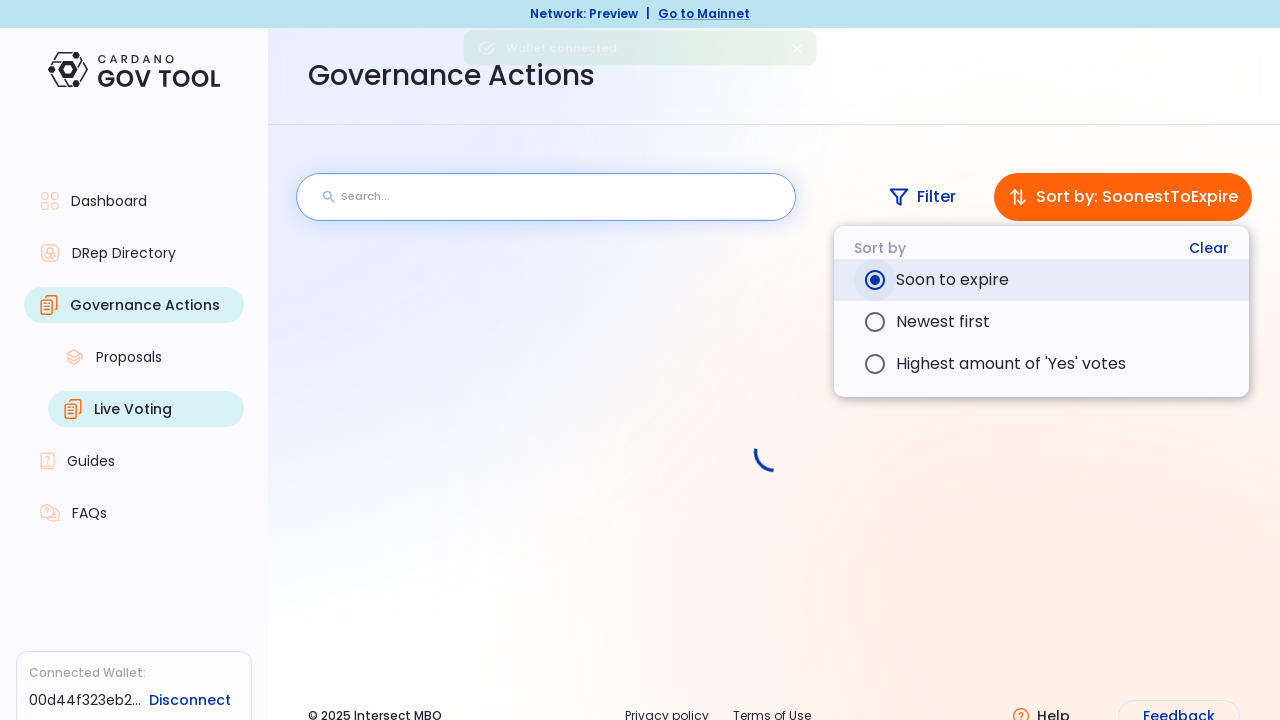 Network: Preview | Go to Mainnet
Wallet connected
CARDANO
GOV TOOL
Governance Actions
Dashboard
DRep Directory
Governance Actions
Proposals
Live Voting
Guides
FAQs
Connected Wallet:
00d44f323eb2... Disconnect
Search...
Filter
Sort by: SoonestToExpire
Sort by Clear
Soon to expire
Newest first
Highest amount of 'Yes' votes
© 2025 Intersect MBO Privacy policy Terms of Use Help Feedback